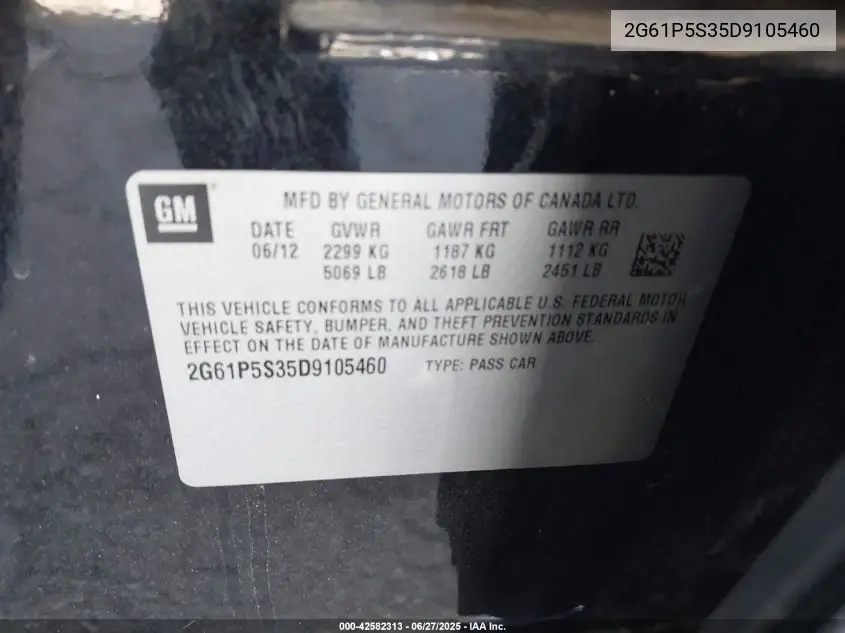 2G61P5S35D9105460
GM
MFD BY GENERAL MOTORS OF CANADA LTD.
DATE GVWR GAWR FRT GAWR RR
06/12 2299 KG 1187 KG 1112 KG
5069 LB 2618 LB 2451 LB
THIS VEHICLE CONFORMS TO ALL APPLICABLE U.S. FEDERAL MOTOR
VEHICLE SAFETY, BUMPER, AND THEFT PREVENTION STANDARDS IN
EFFECT ON THE DATE OF MANUFACTURE SHOWN ABOVE.
2G61P5S35D9105460 TYPE: PASS CAR
000-42582313 - 06/27/2025 - IAA Inc.